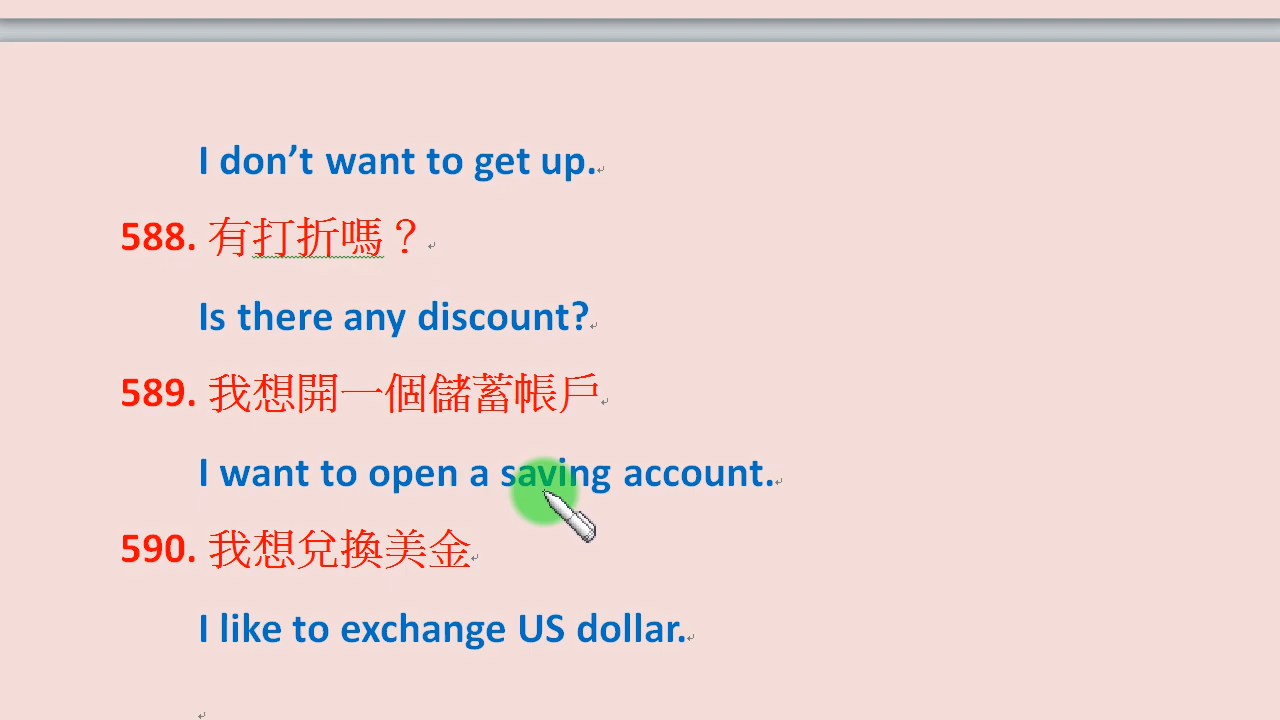 I don’t want to get up.
588. 有打折嗎？
Is there any discount?
589. 我想開一個儲蓄帳戶
I want to open a saving account.
590. 我想兌換美金
I like to exchange US dollar.